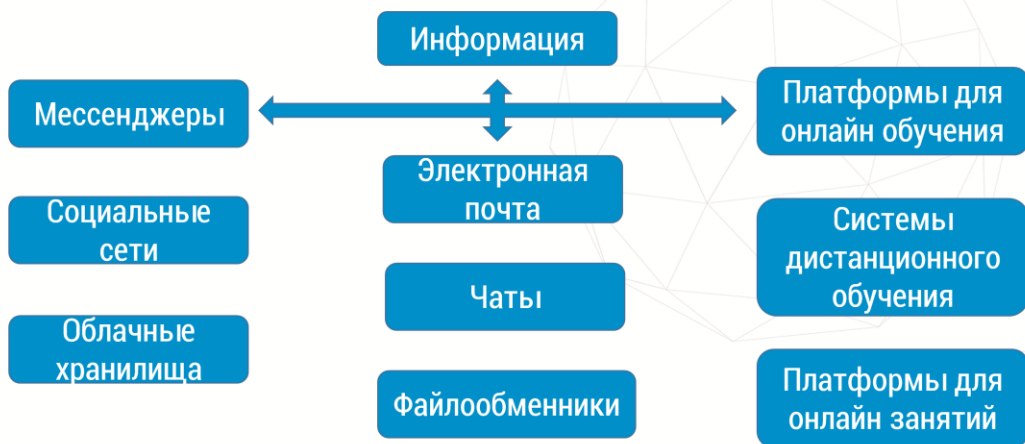 Информация
Мессенджеры
Платформы для
онлайн обучения
Электронная
почта
Социальные
сети
Системы
дистанционного
обучения
Чаты
Облачные
хранилища
Файлообменники
Платформы для
онлайн занятий